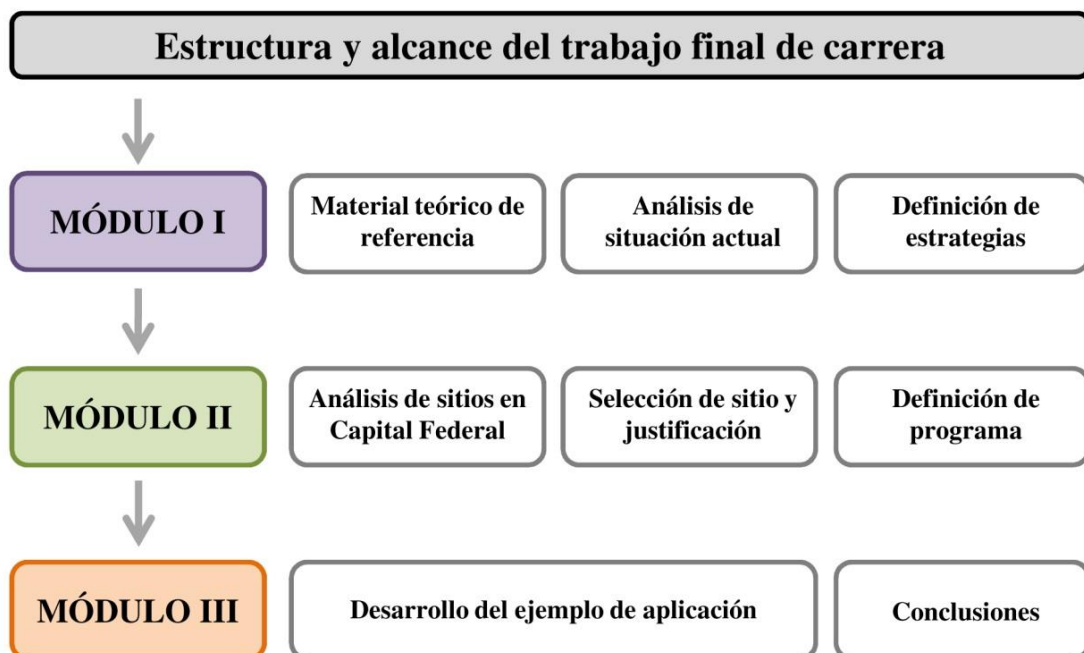 Estructura y alcance del trabajo final de carrera
MÓDULO I
Material teórico de
referencia
Análisis de
situación actual
Definición de
estrategias
MÓDULO II
Análisis de sitios en
Capital Federal
Selección de sitio y
justificación
Definición de
programa
MÓDULO III
Desarrollo del ejemplo de aplicación
Conclusiones